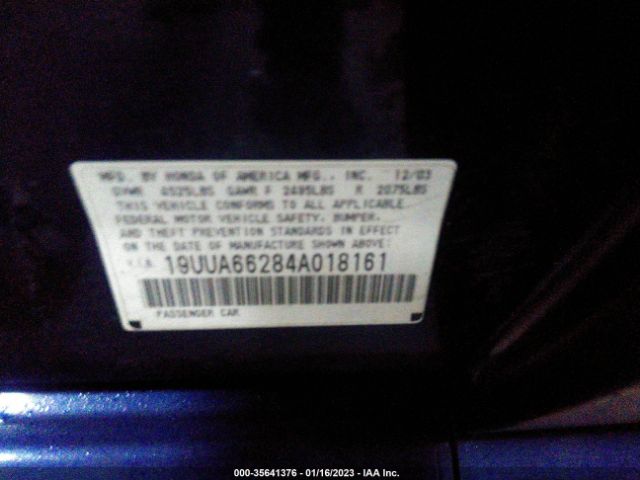 MFD. BY HONDA OF AMERICA MFG., INC. 12/03
GVWR 4525LBS GAWR F 2495LBS R 2075LBS
THIS VEHICLE CONFORMS TO ALL APPLICABLE
FEDERAL MOTOR VEHICLE SAFETY, BUMPER,
AND THEFT PREVENTION STANDARDS IN EFFECT
ON THE DATE OF MANUFACTURE SHOWN ABOVE.
V.I.N. 19UUA66284A018161
PASSENGER CAR
000-35641376 - 01/16/2023 - IAA Inc.